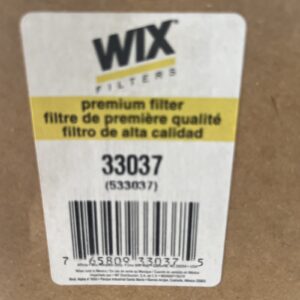 WIX
FILTERS
premium filter
filtre de première qualité
filtro de alta calidad
33037
(533037)
7 65809 33037 5